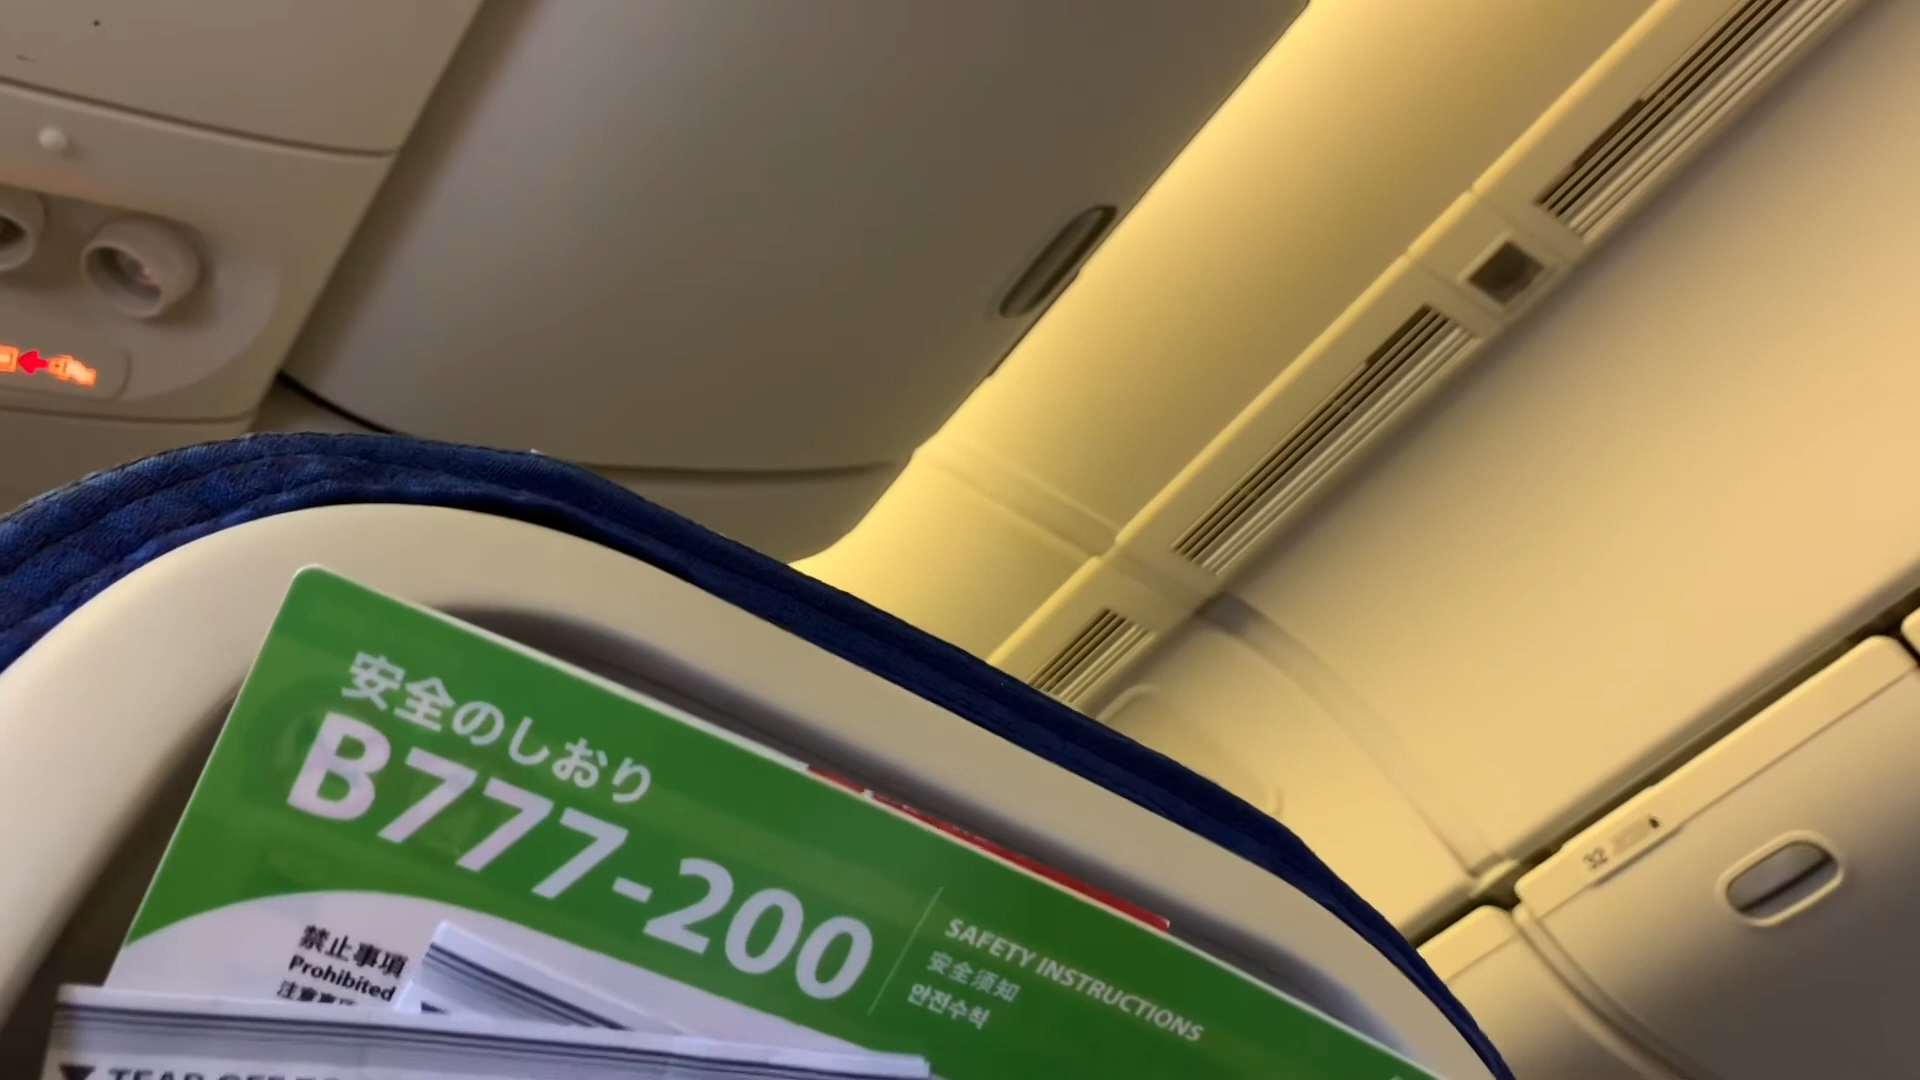 安全のしおり
B777-200
SAFETY INSTRUCTIONS
安全須知
안전수칙
禁止事項
Prohibited
32